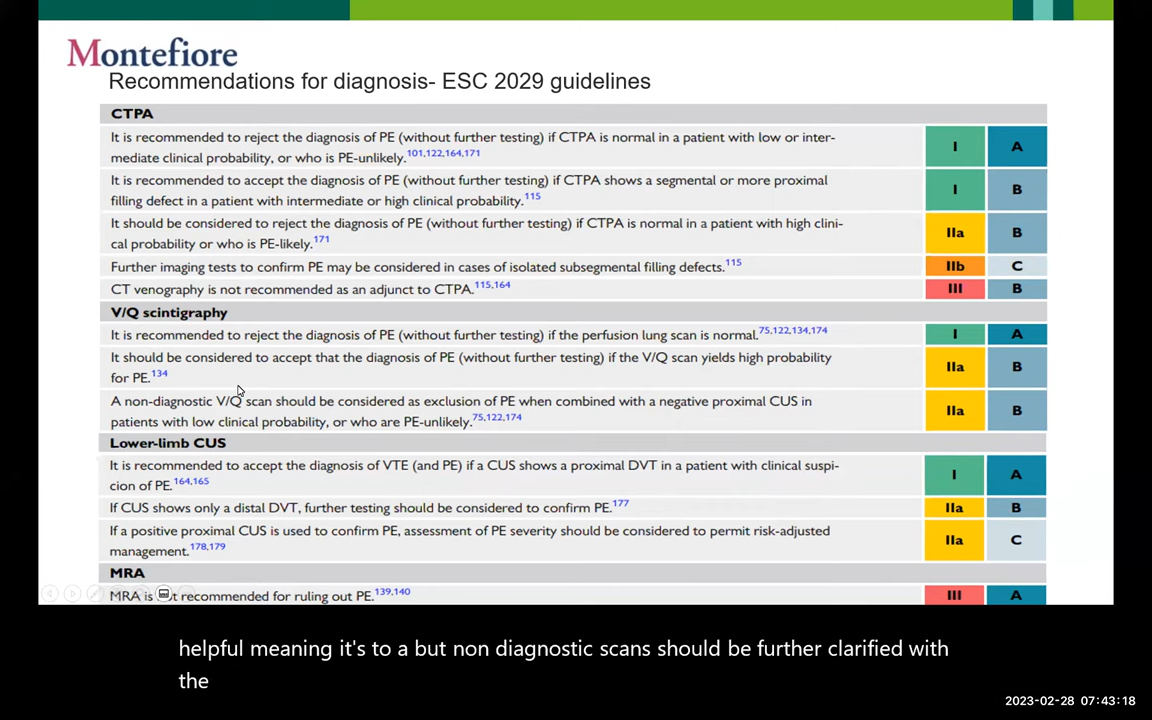 Montefiore
Recommendations for diagnosis- ESC 2029 guidelines
CTPA
It is recommended to reject the diagnosis of PE (without further testing) if CTPA is normal in a patient with low or inter-
mediate clinical probability, or who is PE-unlikely.101,122,164,171
I A
It is recommended to accept the diagnosis of PE (without further testing) if CTPA shows a segmental or more proximal
filling defect in a patient with intermediate or high clinical probability.115
I B
It should be considered to reject the diagnosis of PE (without further testing) if CTPA is normal in a patient with high clini-
cal probability or who is PE-likely.171
IIa B
Further imaging tests to confirm PE may be considered in cases of isolated subsegmental filling defects.115 IIb C
CT venography is not recommended as an adjunct to CTPA.115,164 III B
V/Q scintigraphy
It is recommended to reject the diagnosis of PE (without further testing) if the perfusion lung scan is normal.75,122,134,174 I A
It should be considered to accept that the diagnosis of PE (without further testing) if the V/Q scan yields high probability
for PE.134
IIa B
A non-diagnostic V/Q scan should be considered as exclusion of PE when combined with a negative proximal CUS in
patients with low clinical probability, or who are PE-unlikely.75,122,174
IIa B
Lower-limb CUS
It is recommended to accept the diagnosis of VTE (and PE) if a CUS shows a proximal DVT in a patient with clinical suspi-
cion of PE.164,165
I A
If CUS shows only a distal DVT, further testing should be considered to confirm PE.177 IIa B
If a positive proximal CUS is used to confirm PE, assessment of PE severity should be considered to permit risk-adjusted
management.178,179
IIa C
MRA
MRA is recommended for ruling out PE.139,140 III A
helpful meaning it's to a but non diagnostic scans should be further clarified with
the
2023-02-28 07:43:18